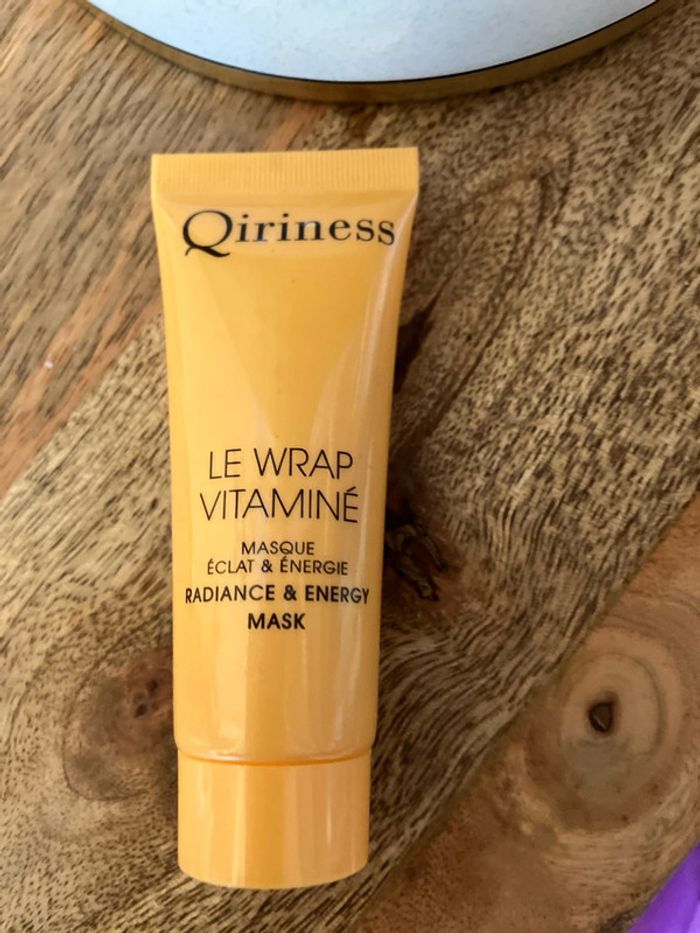 Qiriness
LE WRAP
VITAMINÉ
MASQUE
ÉCLAT & ÉNERGIE
RADIANCE & ENERGY
MASK